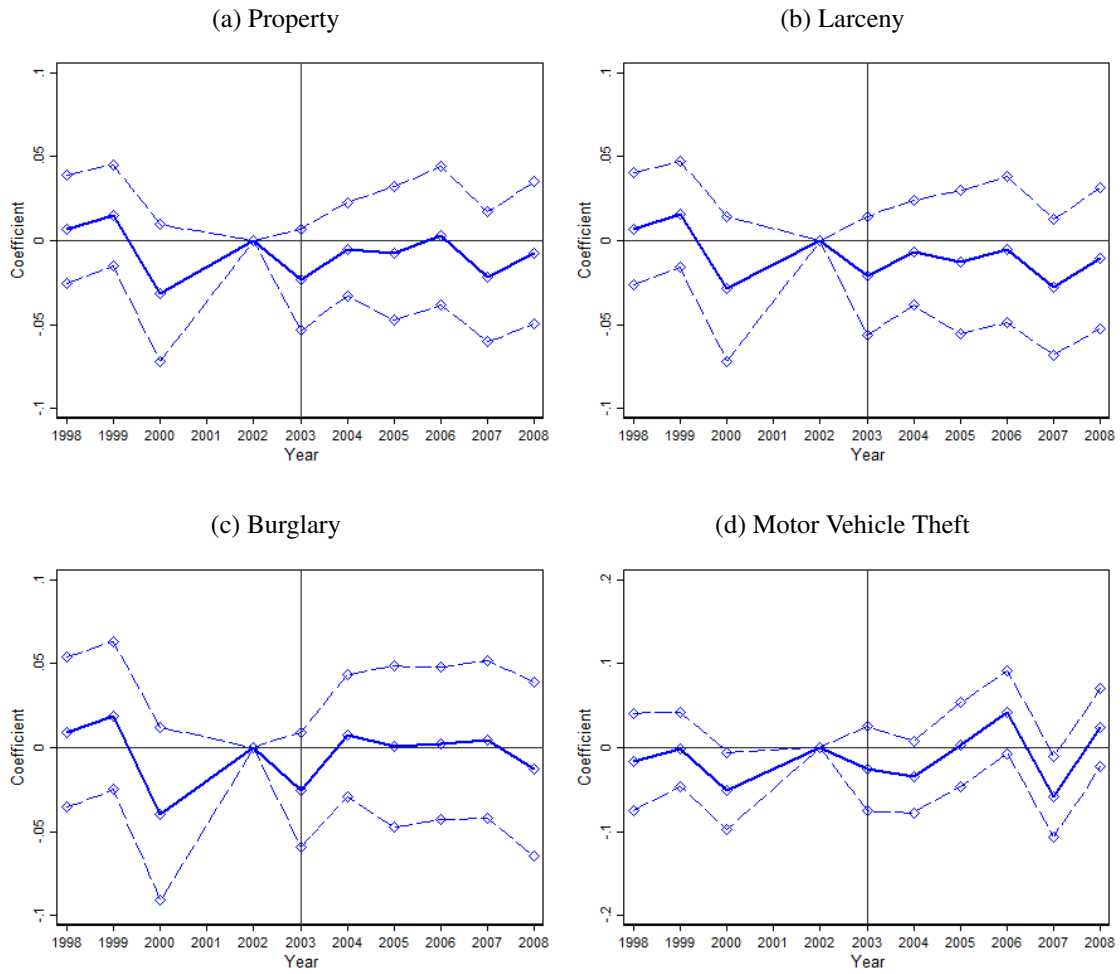 (a) Property
.1
.05
0
-.05
-.1
Coefficient
1998 1999 2000 2001 2002 2003 2004 2005 2006 2007 2008
Year
(b) Larceny
.1
.05
0
-.05
-.1
Coefficient
1998 1999 2000 2001 2002 2003 2004 2005 2006 2007 2008
Year
(c) Burglary
.1
.05
0
-.05
-.1
Coefficient
1998 1999 2000 2001 2002 2003 2004 2005 2006 2007 2008
Year
(d) Motor Vehicle Theft
.2
.1
0
-.1
-.2
Coefficient
1998 1999 2000 2001 2002 2003 2004 2005 2006 2007 2008
Year